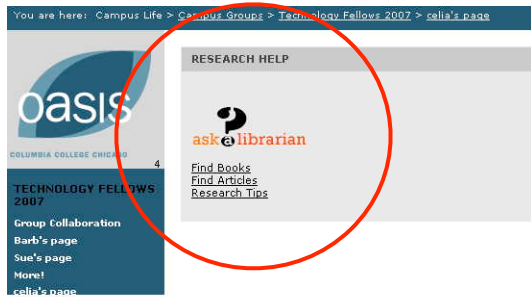 You are here: Campus Life > Campus Groups > Technology Fellows 2007 > celia's page
RESEARCH HELP
oasis
COLUMBIA COLLEGE CHICAGO
4
ask a librarian
Find Books
Find Articles
Research Tips
TECHNOLOGY FELLOWS
2007
Group Collaboration
Barb's page
Sue's page
More!
celia's page